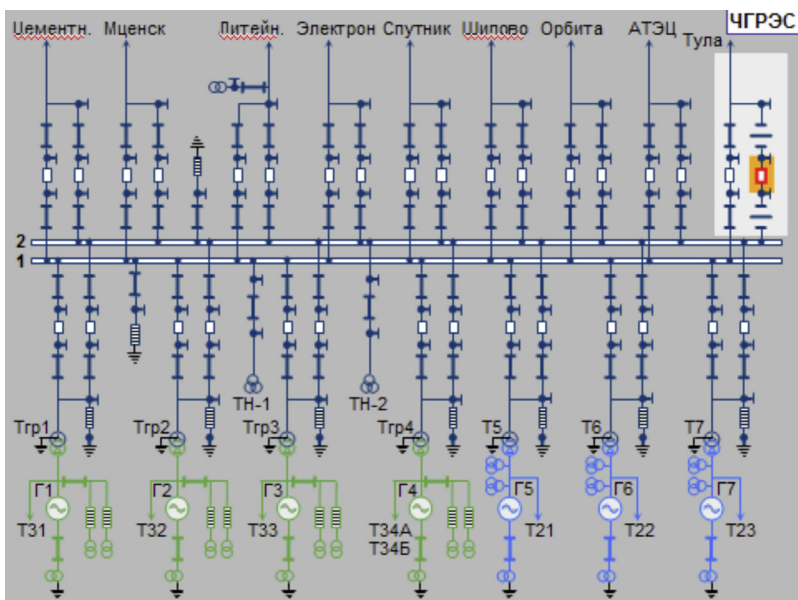 ЧГРЭС
Цементн. Мценск Литейн. Электрон Спутник Шипово Орбита АТЭЦ Тула
2
1
ТН-1 ТН-2
Тгр1 Тгр2 Тгр3 Тгр4 Т5 Т6 Т7
Г1 Г2 Г3 Г4 Г5 Г6 Г7
Т31 Т32 Т33 Т34А Т21 Т22 Т23
Т34Б